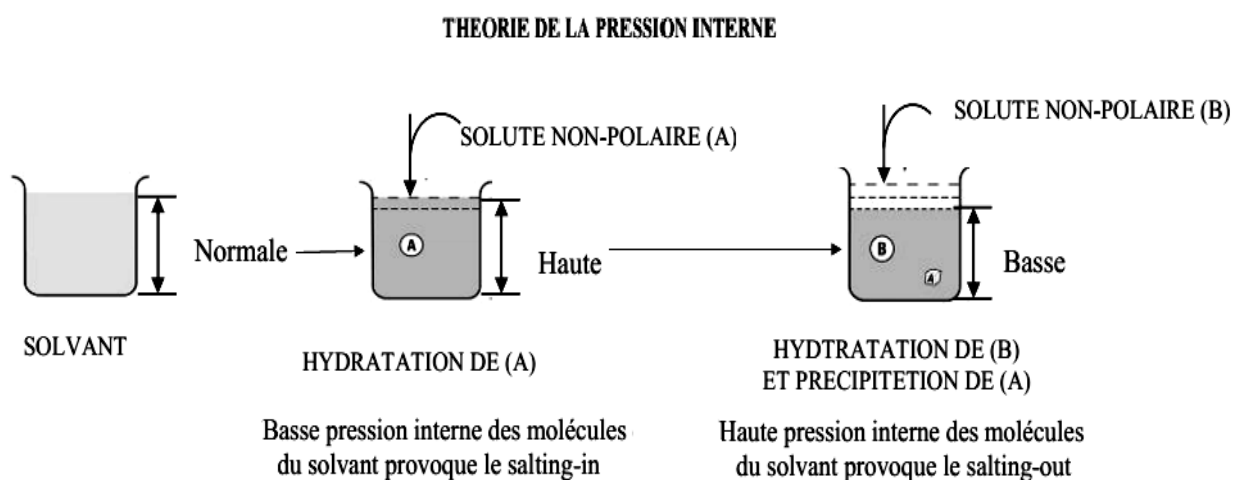 THEORIE DE LA PRESSION INTERNE
SOLUTE NON-POLAIRE (A)
SOLUTE NON-POLAIRE (B)
Normale
A
Haute
B
A
Basse
SOLVANT
HYDRATATION DE (A)
HYDTRATATION DE (B)
ET PRECIPITETION DE (A)
Basse pression interne des molécules
du solvant provoque le salting-in
Haute pression interne des molécules
du solvant provoque le salting-out